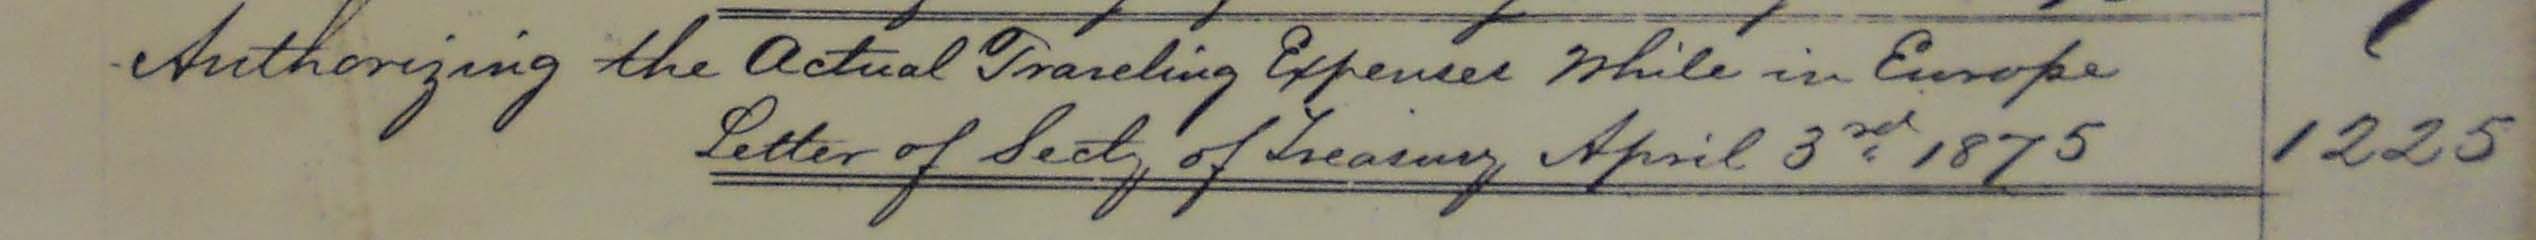 Authorizing the Actual Traveling Expenses While in Europe
Letter of Secty of Treasury April 3rd 1875 1225